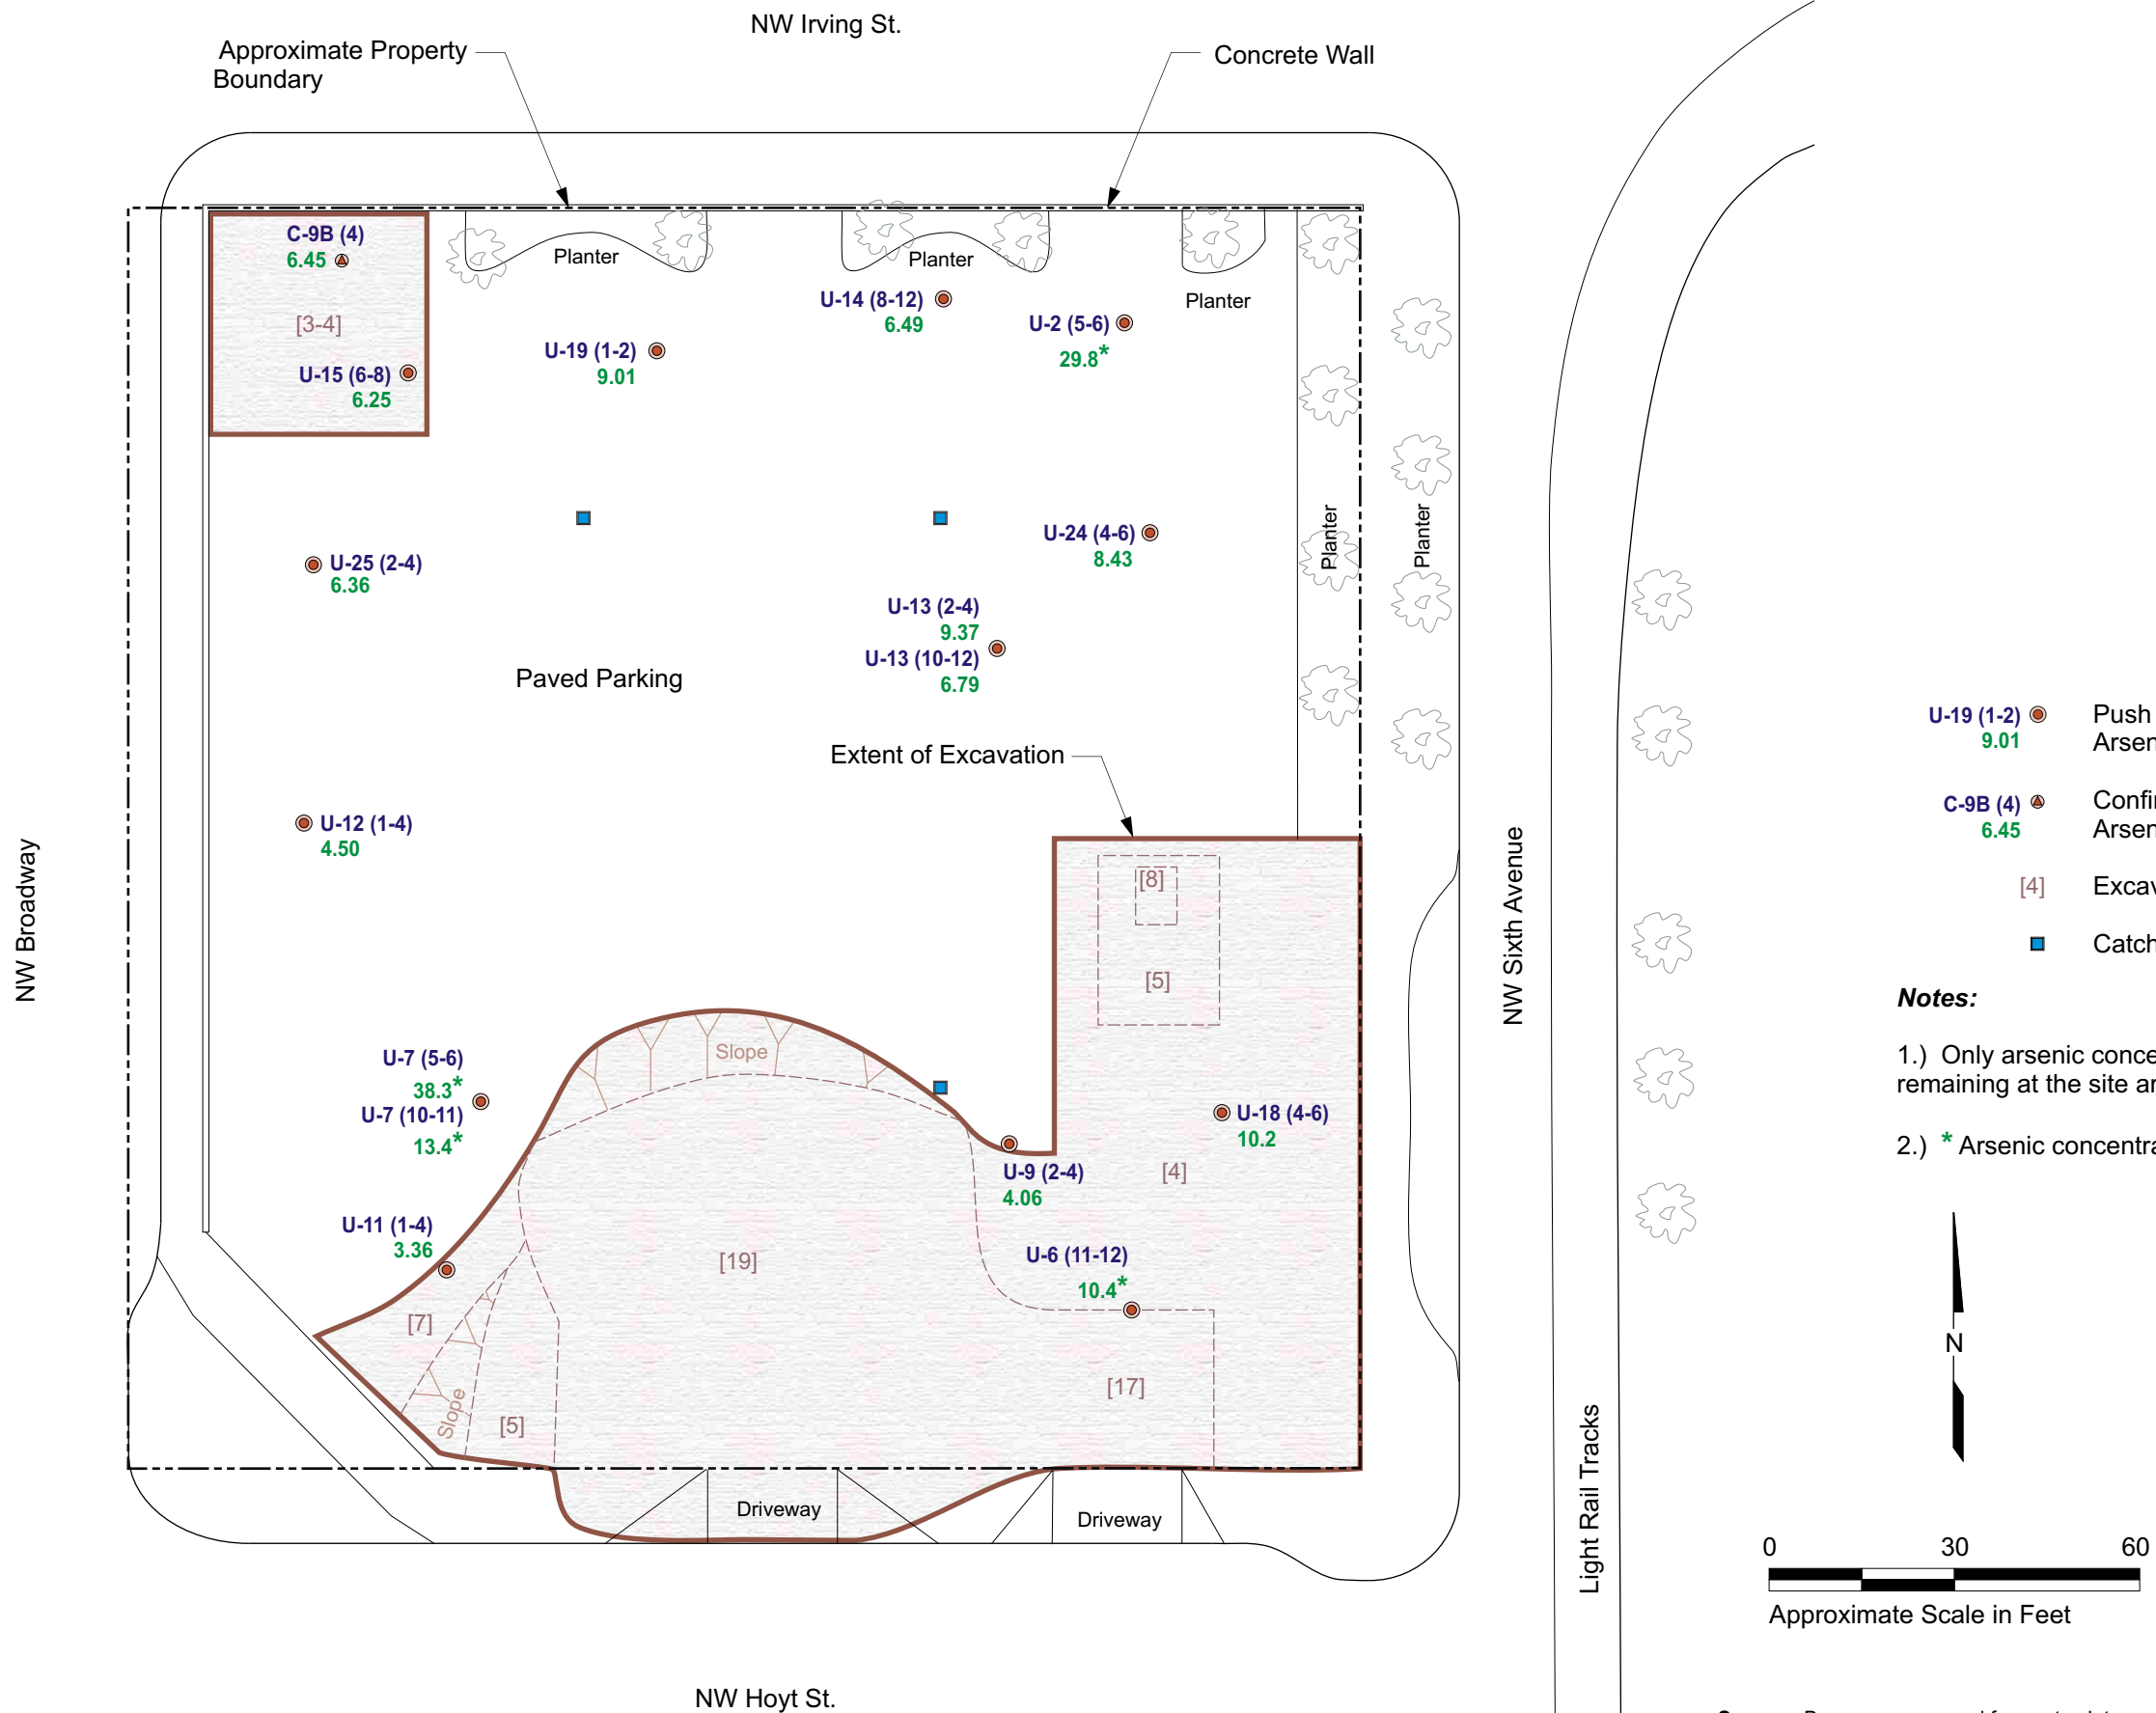 NW Irving St.
Approximate Property
Boundary
Concrete Wall
C-9B (4)
6.45
[3-4]
U-15 (6-8)
6.25
Planter
Planter
Planter
U-14 (8-12)
6.49
U-2 (5-6)
29.8*
U-19 (1-2)
9.01
U-25 (2-4)
6.36
U-24 (4-6)
8.43
Planter
Planter
U-13 (2-4)
9.37
U-13 (10-12)
6.79
Paved Parking
Extent of Excavation
U-12 (1-4)
4.50
NW Broadway
NW Sixth Avenue
[8]
[5]
Slope
U-7 (5-6)
38.3*
U-7 (10-11)
13.4*
U-18 (4-6)
10.2
[4]
U-9 (2-4)
4.06
U-11 (1-4)
3.36
[19]
U-6 (11-12)
10.4*
[7]
[17]
Slope
[5]
Driveway
Driveway
Light Rail Tracks
NW Hoyt St.
U-19 (1-2) Push
9.01 Arsen
C-9B (4) Confi
6.45 Arsen
[4] Excav
Catch
Notes:
1.) Only arsenic conce
remaining at the site ar
2.) * Arsenic concentra
N
0 30 60
Approximate Scale in Feet